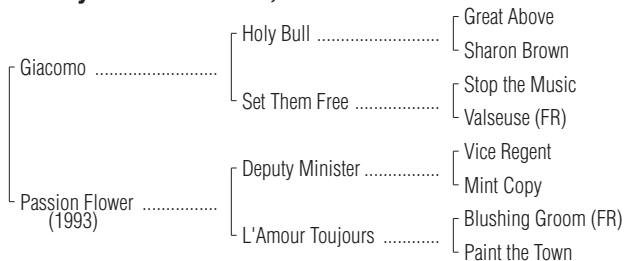 Great Above
Holy Bull ..........................
Sharon Brown
Giacomo ..........................
Stop the Music
Set Them Free ..................
Valseuse (FR)
Vice Regent
Deputy Minister ................
Mint Copy
Passion Flower ................
(1993)
Blushing Groom (FR)
L'Amour Toujours ............
Paint the Town